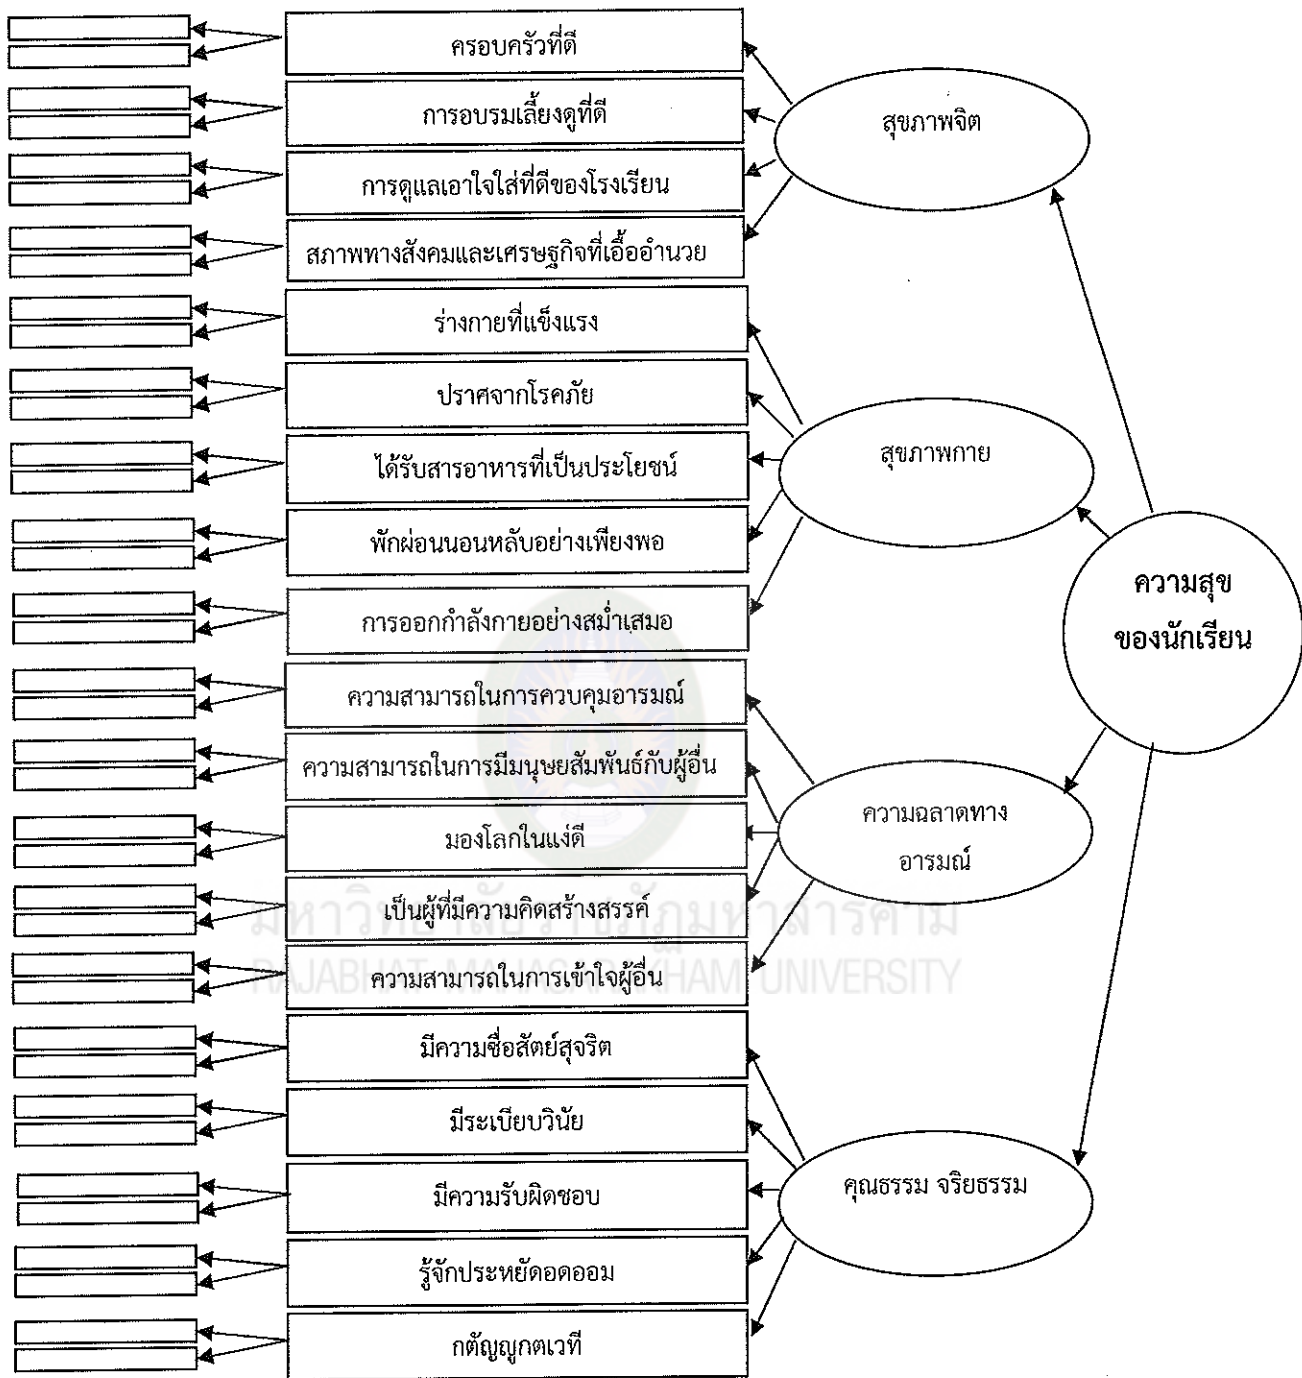 ครอบครัวที่ดี
การอบรมเลี้ยงดูที่ดี
การดูแลเอาใจใส่ที่ดีของโรงเรียน
สภาพทางสังคมและเศรษฐกิจที่เอื้ออำนวย
สุขภาพจิต
ร่างกายที่แข็งแรง
ปราศจากโรคภัย
ได้รับสารอาหารที่เป็นประโยชน์
พักผ่อนนอนหลับอย่างเพียงพอ
การออกกำลังกายอย่างสม่ำเสมอ
สุขภาพกาย
ความสุข
ของนักเรียน
ความสามารถในการควบคุมอารมณ์
ความสามารถในการมีมนุษยสัมพันธ์กับผู้อื่น
มองโลกในแง่ดี
เป็นผู้ที่มีความคิดสร้างสรรค์
ความสามารถในการเข้าใจผู้อื่น
ความฉลาดทาง
อารมณ์
มหาวิทยาลัยราชภัฏมหาสารคาม
RAJABHAT MAHASARAKHAM UNIVERSITY
มีความซื่อสัตย์สุจริต
มีระเบียบวินัย
มีความรับผิดชอบ
รู้จักประหยัดอดออม
กตัญญูกตเวที
คุณธรรม จริยธรรม